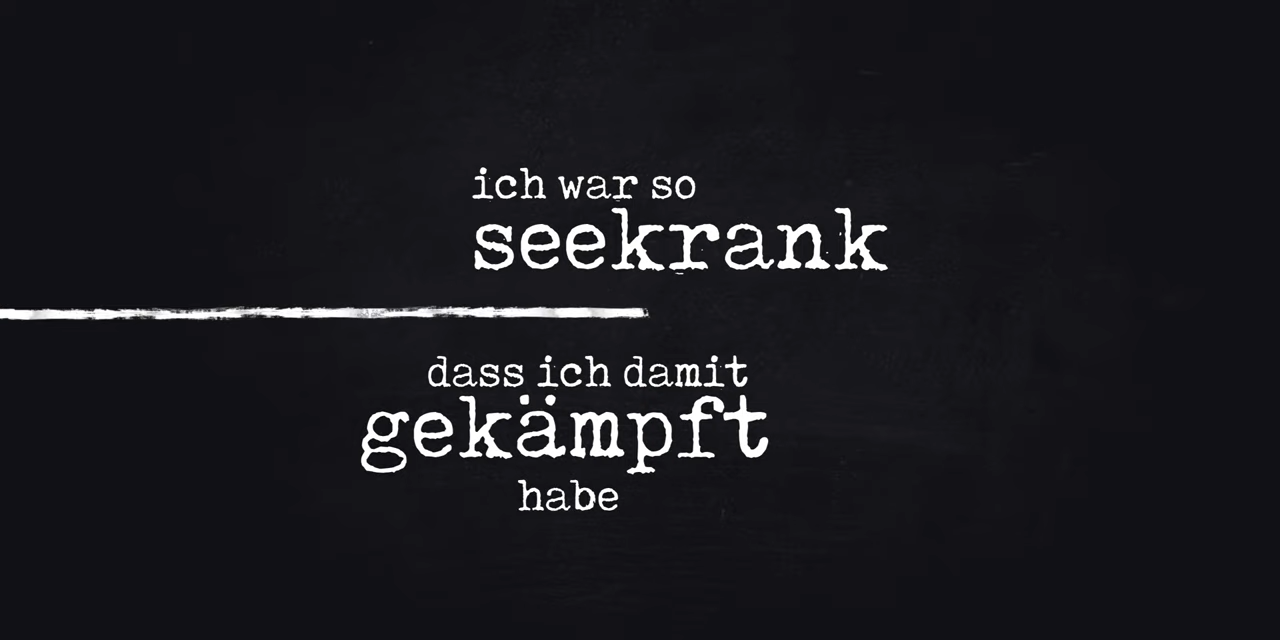 ich war so
seekrank
dass ich damit
gekämpft
habe